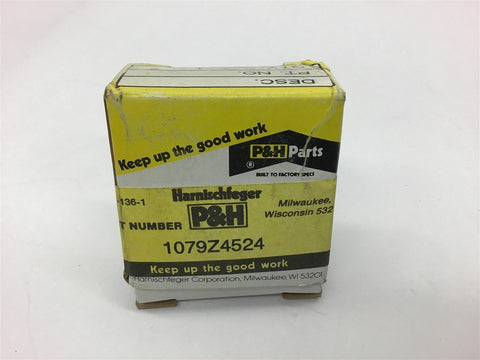 DESC.
PT. NO.
Keep up the good work
P&H Parts
®
BUILT TO FACTORY SPECS
Harnischfeger
-136-1
P&H
Milwaukee,
Wisconsin 532
T NUMBER
1079Z4524
Keep up the good work
Harnischfeger Corporation, Milwaukee, WI 53201